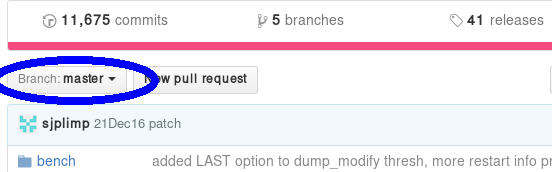 11,675 commits 5 branches 41 releases
Branch: master New pull request
sjplimp 21Dec16 patch
bench added LAST option to dump_modify thresh, more restart info